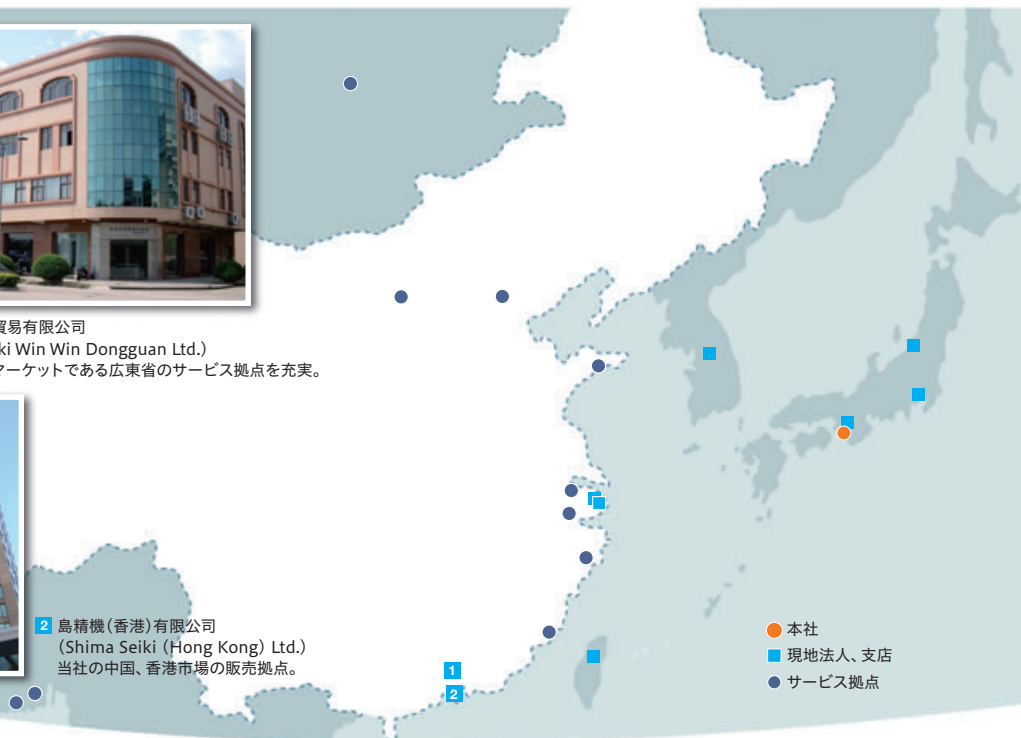 貿易有限公司
ki Win Win Dongguan Ltd.）
マーケットである広東省のサービス拠点を充実。
2 島精機（香港）有限公司
（Shima Seiki （Hong Kong） Ltd.）
当社の中国、香港市場の販売拠点。
1
2
本社
現地法人、支店
サービス拠点